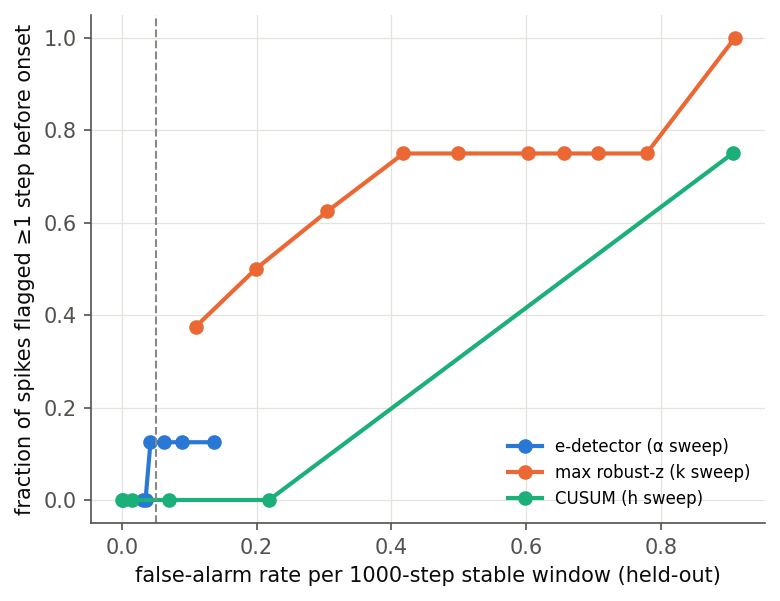 fraction of spikes flagged ≥1 step before onset
1.0
0.8
0.6
0.4
0.2
0.0
e-detector (α sweep)
max robust-z (k sweep)
CUSUM (h sweep)
0.0 0.2 0.4 0.6 0.8
false-alarm rate per 1000-step stable window (held-out)